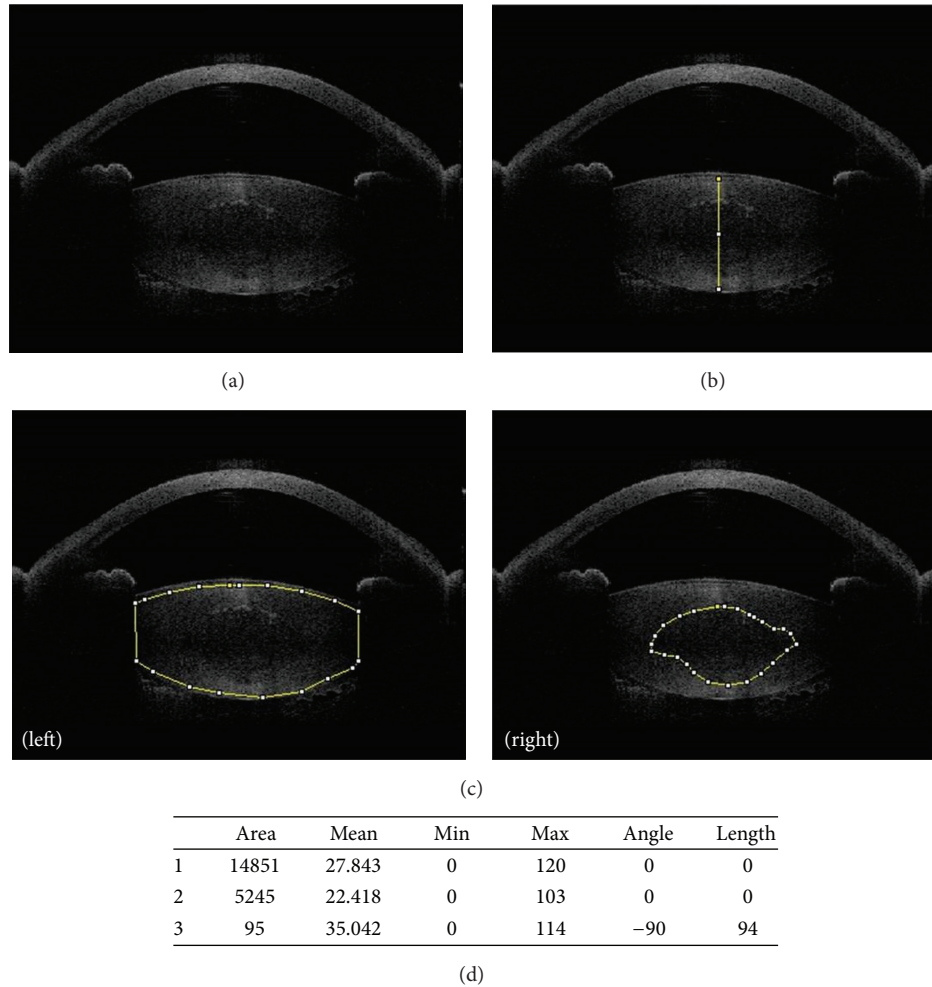 (a)
(b)
(left)
(right)
(c)
Area Mean Min Max Angle Length
1 14851 27.843 0 120 0 0
2 5245 22.418 0 103 0 0
3 95 35.042 0 114 −90 94
(d)